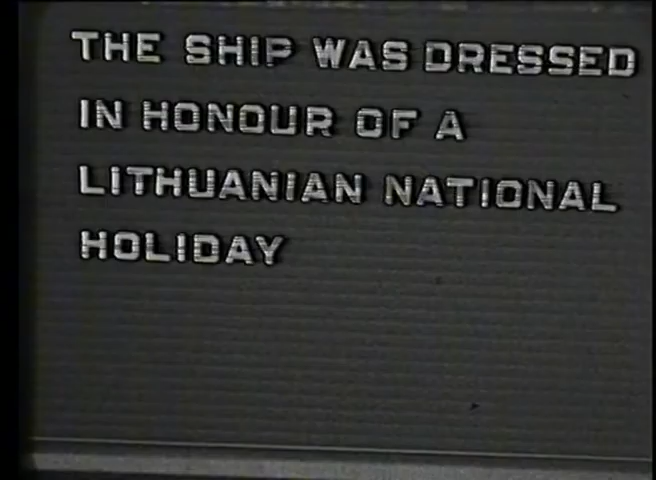 THE SHIP WAS DRESSED
IN HONOUR OF A
LITHUANIAN NATIONAL
HOLIDAY